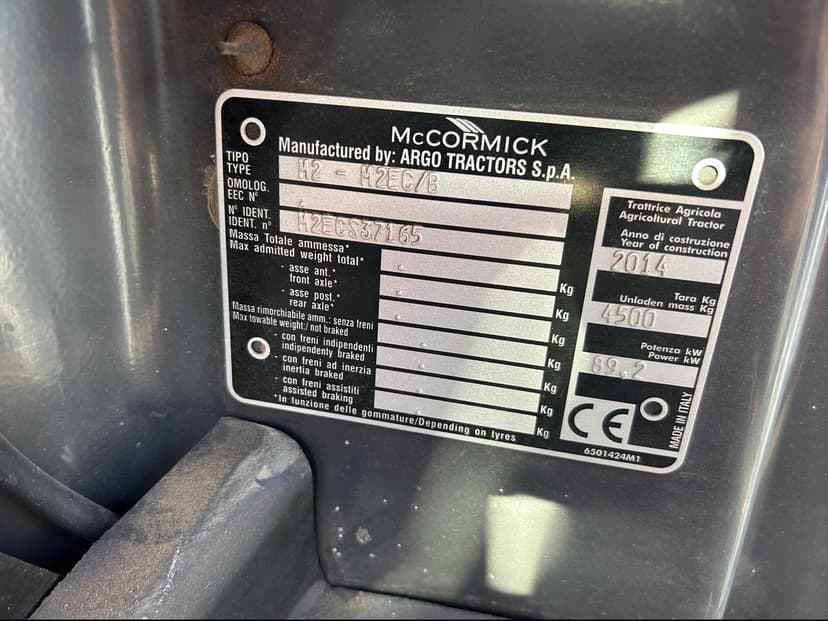 McCORMICK
Manufactured by: ARGO TRACTORS S.p.A.
TIPO
TYPE
M2 - M2EC/B
OMOLOG.
EEC N°
.
N° IDENT.
IDENT. n°
M2ECS37165
Massa Totale ammessa*
Max admitted weight total*
. Kg
- asse ant.*
front axle*
. Kg
- asse post.*
rear axle*
. Kg
Massa rimorchiabile amm.: senza freni
Max towable weight:/ not braked
. Kg
- con freni indipendenti
indipendenty braked
. Kg
- con freni ad inerzia
inertia braked
. Kg
- con freni assistiti
assisted braking
. Kg
*In funzione delle gommature/Depending on tyres
Trattrice Agricola
Agricoltural Tractor
Anno di costruzione
Year of construction
2014
Tara Kg
Unladen mass Kg
4500
Potenza kW
Power kW
89.2
CE
MADE IN ITALY
6501424M1